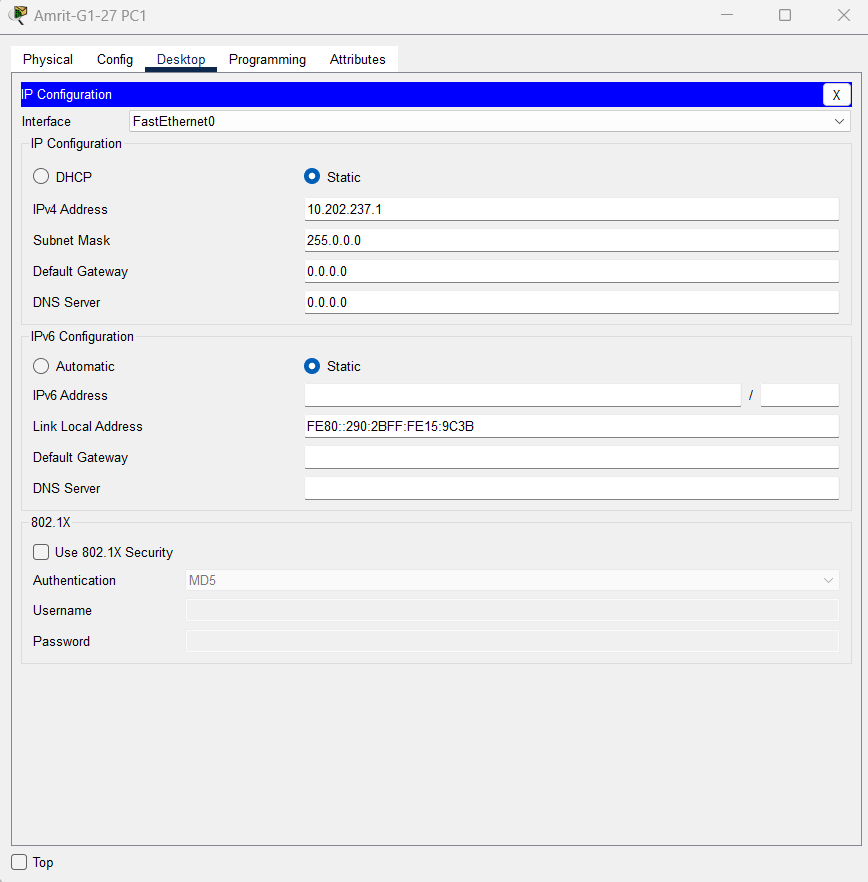 Amrit-G1-27 PC1
Physical Config Desktop Programming Attributes
IP Configuration X
Interface FastEthernet0
IP Configuration
DHCP Static
IPv4 Address 10.202.237.1
Subnet Mask 255.0.0.0
Default Gateway 0.0.0.0
DNS Server 0.0.0.0
IPv6 Configuration
Automatic Static
IPv6 Address /
Link Local Address FE80::290:2BFF:FE15:9C3B
Default Gateway
DNS Server
802.1X
Use 802.1X Security
Authentication MD5
Username
Password
Top